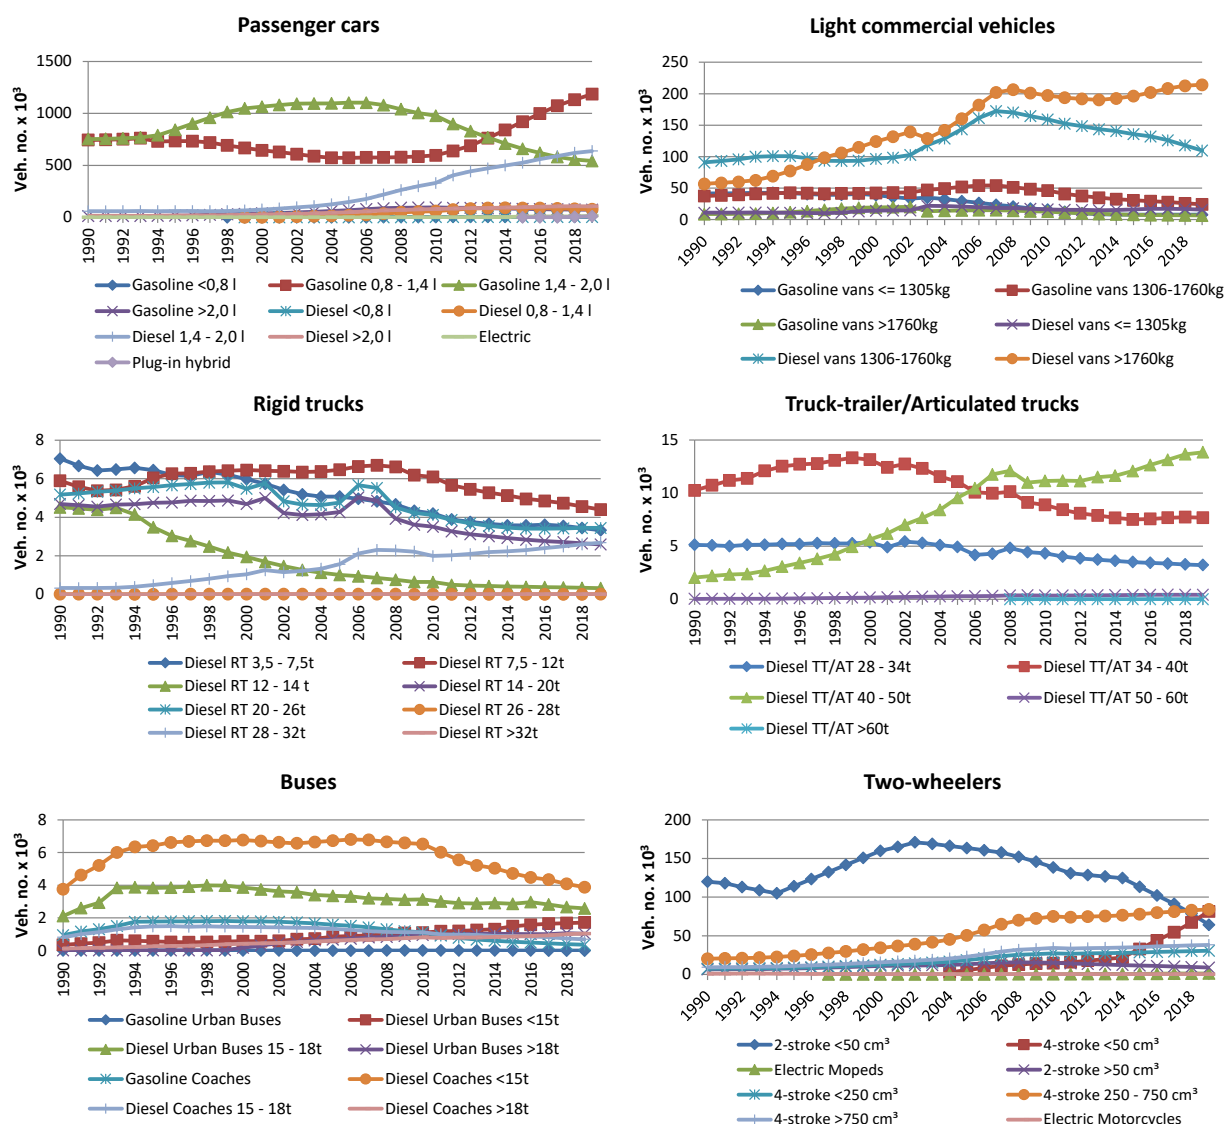 Passenger cars
Veh. no. x 10³
1500
1000
500
0
1990
1992
1994
1996
1998
2000
2002
2004
2006
2008
2010
2012
2014
2016
2018
Gasoline <0,8 l
Gasoline 0,8 - 1,4 l
Gasoline 1,4 - 2,0 l
Gasoline >2,0 l
Diesel <0,8 l
Diesel 0,8 - 1,4 l
Diesel 1,4 - 2,0 l
Diesel >2,0 l
Electric
Plug-in hybrid
Light commercial vehicles
Veh. no. x 10³
250
200
150
100
50
0
1990
1992
1994
1996
1998
2000
2002
2004
2006
2008
2010
2012
2014
2016
2018
Gasoline vans <= 1305kg
Gasoline vans 1306-1760kg
Gasoline vans >1760kg
Diesel vans <= 1305kg
Diesel vans 1306-1760kg
Diesel vans >1760kg
Rigid trucks
Veh. no. x 10³
8
6
4
2
0
1990
1992
1994
1996
1998
2000
2002
2004
2006
2008
2010
2012
2014
2016
2018
Diesel RT 3,5 - 7,5t
Diesel RT 7,5 - 12t
Diesel RT 12 - 14 t
Diesel RT 14 - 20t
Diesel RT 20 - 26t
Diesel RT 26 - 28t
Diesel RT 28 - 32t
Diesel RT >32t
Truck-trailer/Articulated trucks
Veh. no. x 10³
15
10
5
0
1990
1992
1994
1996
1998
2000
2002
2004
2006
2008
2010
2012
2014
2016
2018
Diesel TT/AT 28 - 34t
Diesel TT/AT 34 - 40t
Diesel TT/AT 40 - 50t
Diesel TT/AT 50 - 60t
Diesel TT/AT >60t
Buses
Veh. no. x 10³
8
6
4
2
0
1990
1992
1994
1996
1998
2000
2002
2004
2006
2008
2010
2012
2014
2016
2018
Gasoline Urban Buses
Diesel Urban Buses <15t
Diesel Urban Buses 15 - 18t
Diesel Urban Buses >18t
Gasoline Coaches
Diesel Coaches <15t
Diesel Coaches 15 - 18t
Diesel Coaches >18t
Two-wheelers
Veh. no. x 10³
200
150
100
50
0
1990
1992
1994
1996
1998
2000
2002
2004
2006
2008
2010
2012
2014
2016
2018
2-stroke <50 cm³
4-stroke <50 cm³
Electric Mopeds
2-stroke >50 cm³
4-stroke <250 cm³
4-stroke 250 - 750 cm³
4-stroke >750 cm³
Electric Motorcycles